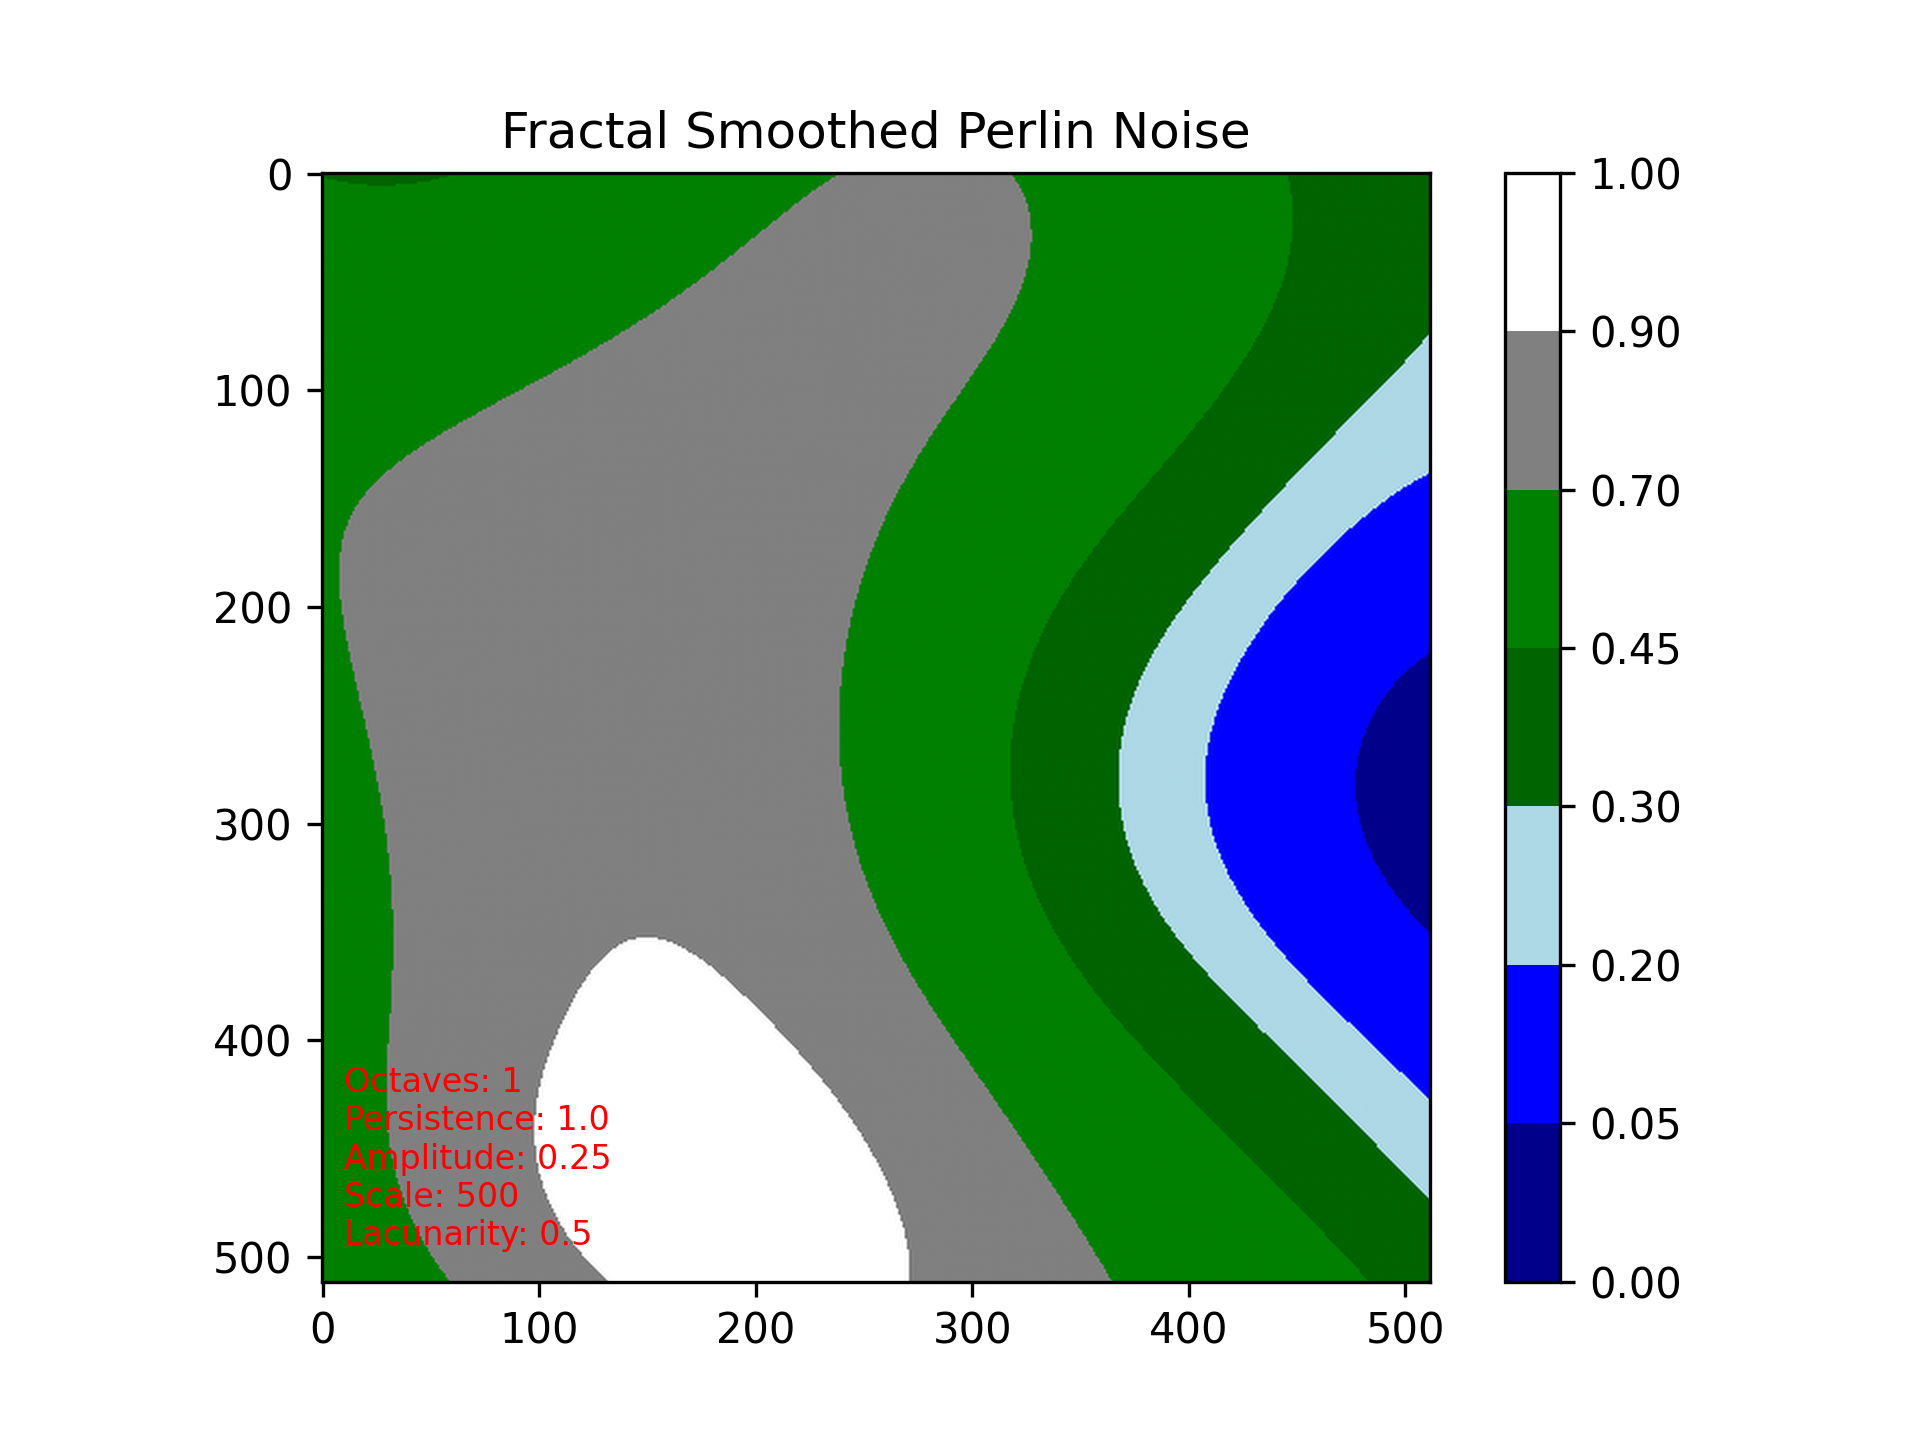 Fractal Smoothed Perlin Noise
0
100
200
300
400
500
Octaves: 1
Persistence: 1.0
Amplitude: 0.25
Scale: 500
Lacunarity: 0.5
0 100 200 300 400 500
1.00
0.90
0.70
0.45
0.30
0.20
0.05
0.00